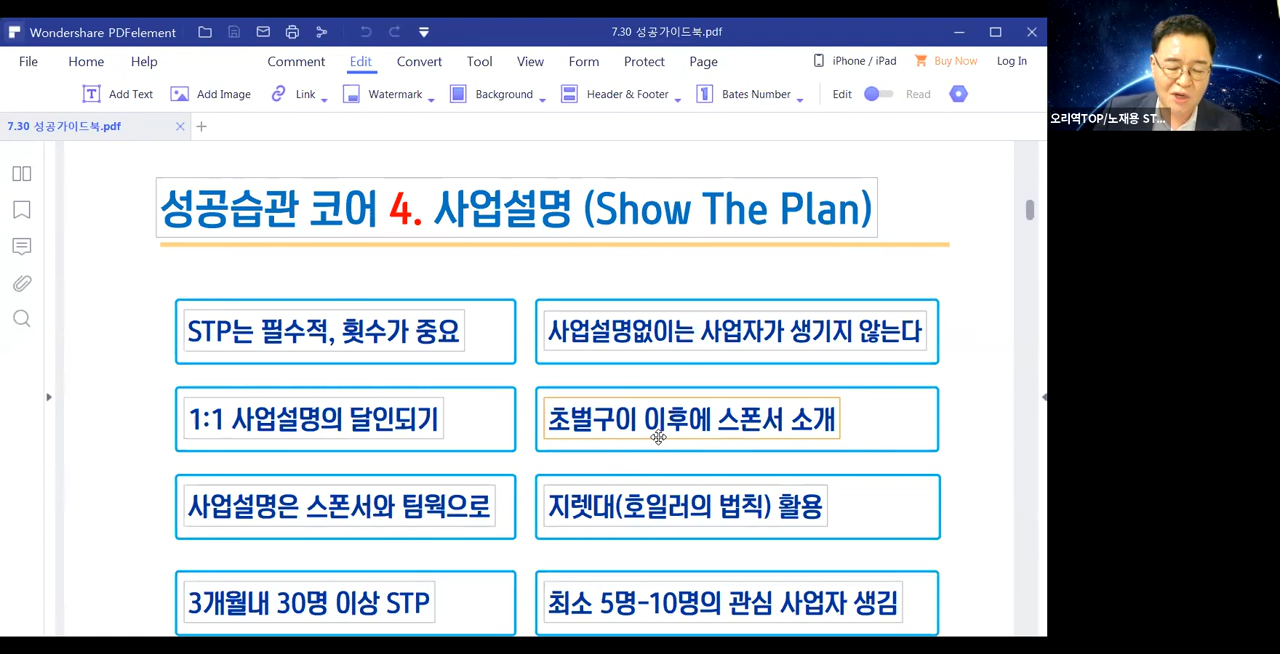 Wondershare PDFelement
7.30 성공가이드북.pdf
File Home Help Comment Edit Convert Tool View Form Protect Page iPhone / iPad Buy Now Log In
Add Text Add Image Link Watermark Background Header & Footer Bates Number Edit Read
7.30 성공가이드북.pdf
오리역TOP/노재용 ST...
성공습관 코어 4. 사업설명 (Show The Plan)
STP는 필수적, 횟수가 중요
사업설명없이는 사업자가 생기지 않는다
1:1 사업설명의 달인되기
초벌구이 이후에 스폰서 소개
사업설명은 스폰서와 팀웍으로
지렛대(호일러의 법칙) 활용
3개월내 30명 이상 STP
최소 5명-10명의 관심 사업자 생김